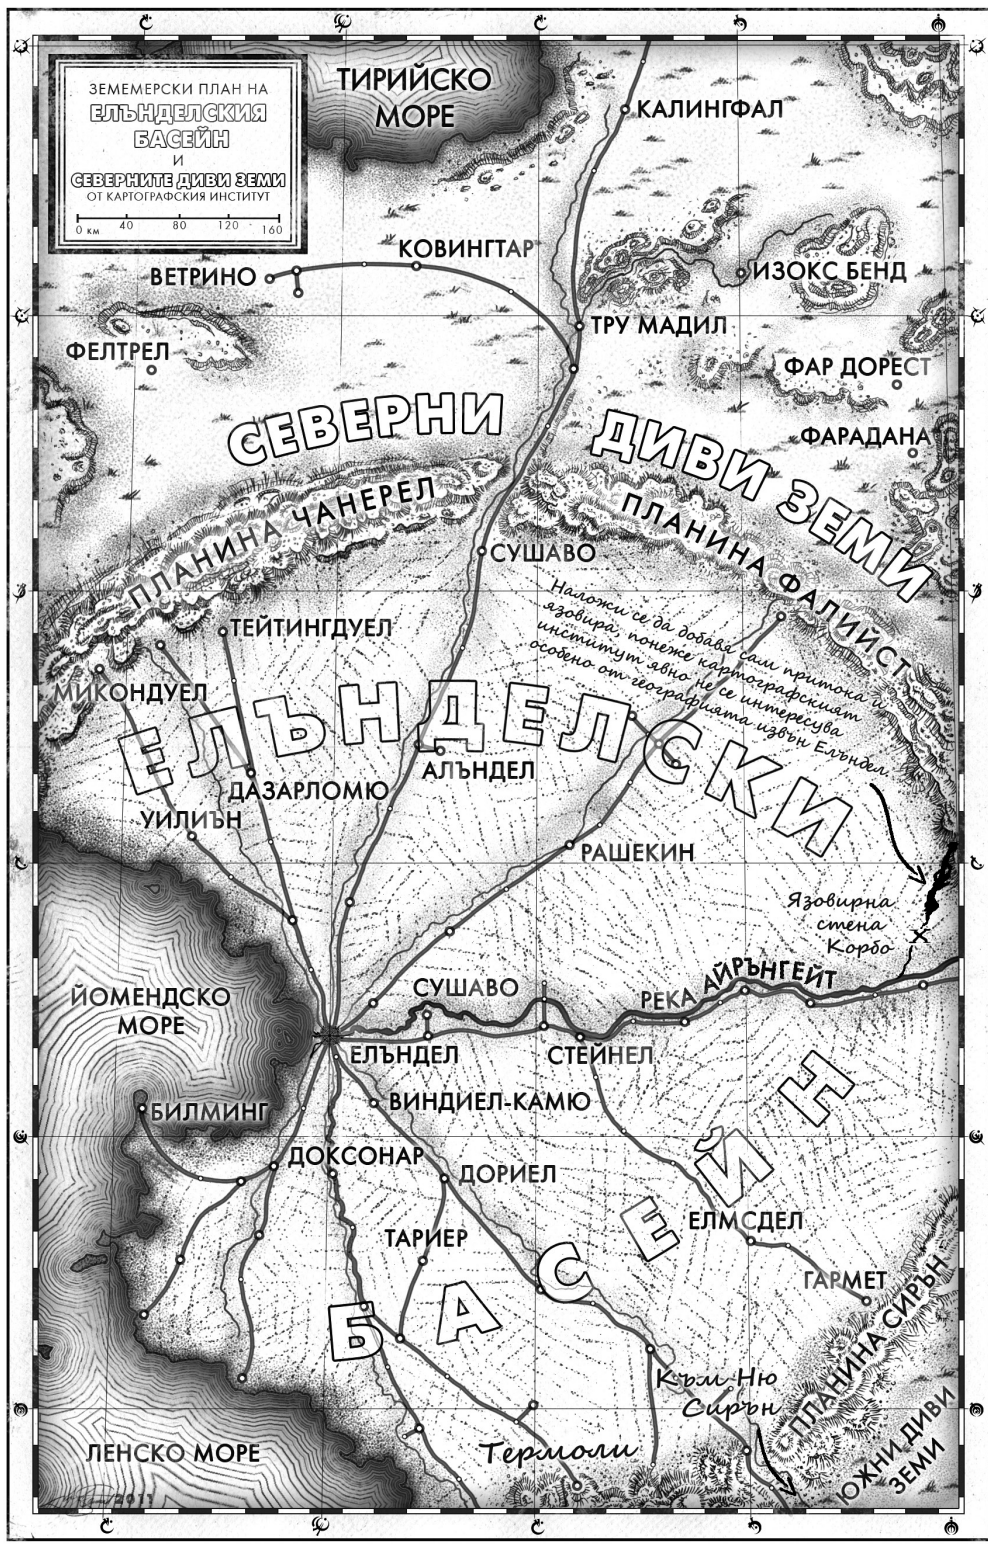 ЗЕМЕМЕРСКИ ПЛАН НА
ЕЛЪНДЕЛСКИЯ
БАСЕЙН
И
СЕВЕРНИТЕ ДИВИ ЗЕМИ
ОТ КАРТОГРАФСКИЯ ИНСТИТУТ
0 КМ 40 80 120 160
ТИРИЙСКО
МОРЕ
КАЛИНГФАЛ
КОВИНГТАР
ВЕТРИНО
ИЗОКС БЕНД
ТРУ МАДИЛ
ФЕЛТРЕЛ
ФАР ДОРЕСТ
ФАРАДАНА
СЕВЕРНИ
ДИВИ ЗЕМИ
ПЛАНИНА ЧАНЕРЕЛ
ПЛАНИНА ФАЛИЙСТ
СУШАВО
Наложи се да добавя сам притока и
язовира, понеже картографският
институт явно не се интересува
особено от географията извън Елъндел.
ТЕЙТИНГДУЕЛ
МИКОНДУЕЛ
ЕЛЪНДЕЛСКИ
АЛЪНДЕЛ
ДАЗАРЛОМЮ
УИЛИЪН
РАШЕКИН
Язовирна
стена
Корбо
СУШАВО
РЕКА АЙРЪНГЕЙТ
ЙОМЕНДСКО
МОРЕ
ЕЛЪНДЕЛ
СТЕЙНЕЛ
БИЛМИНГ
ВИНДИЕЛ-КАМЮ
ДОКСОНАР
ДОРИЕЛ
БАСЕЙН
ЕЛМСДЕЛ
ТАРИЕР
ГАРМЕТ
ПЛАНИНА СИРЪН
Към Ню
Сирън
Термоли
ЛЕНСКО МОРЕ
ЮЖНИ ДИВИ
ЗЕМИ
2011